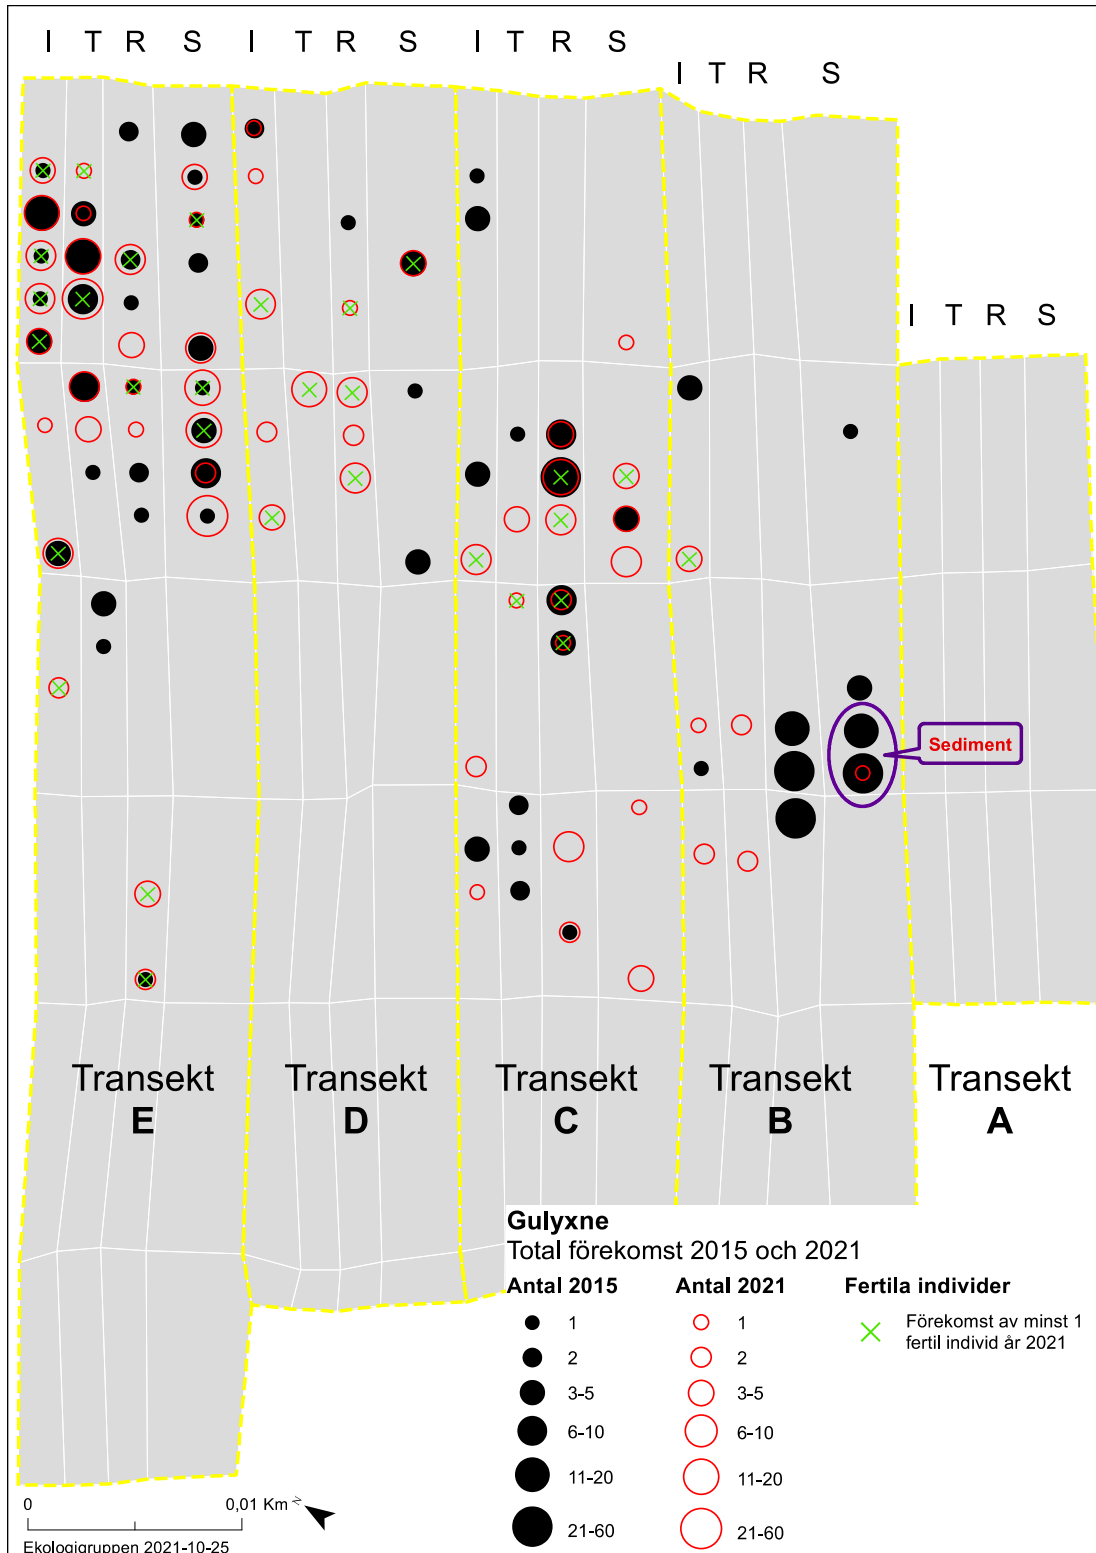 I T R S I T R S I T R S
I T R S
I T R S
Sediment
Transekt
E
Transekt
D
Transekt
C
Transekt
B
Transekt
A
Gulyxne
Total förekomst 2015 och 2021
Antal 2015
1
2
3-5
6-10
11-20
21-60
Antal 2021
1
2
3-5
6-10
11-20
21-60
Fertila individer
Förekomst av minst 1
fertil individ år 2021
0 0,01 Km N
Ekologigruppen 2021-10-25